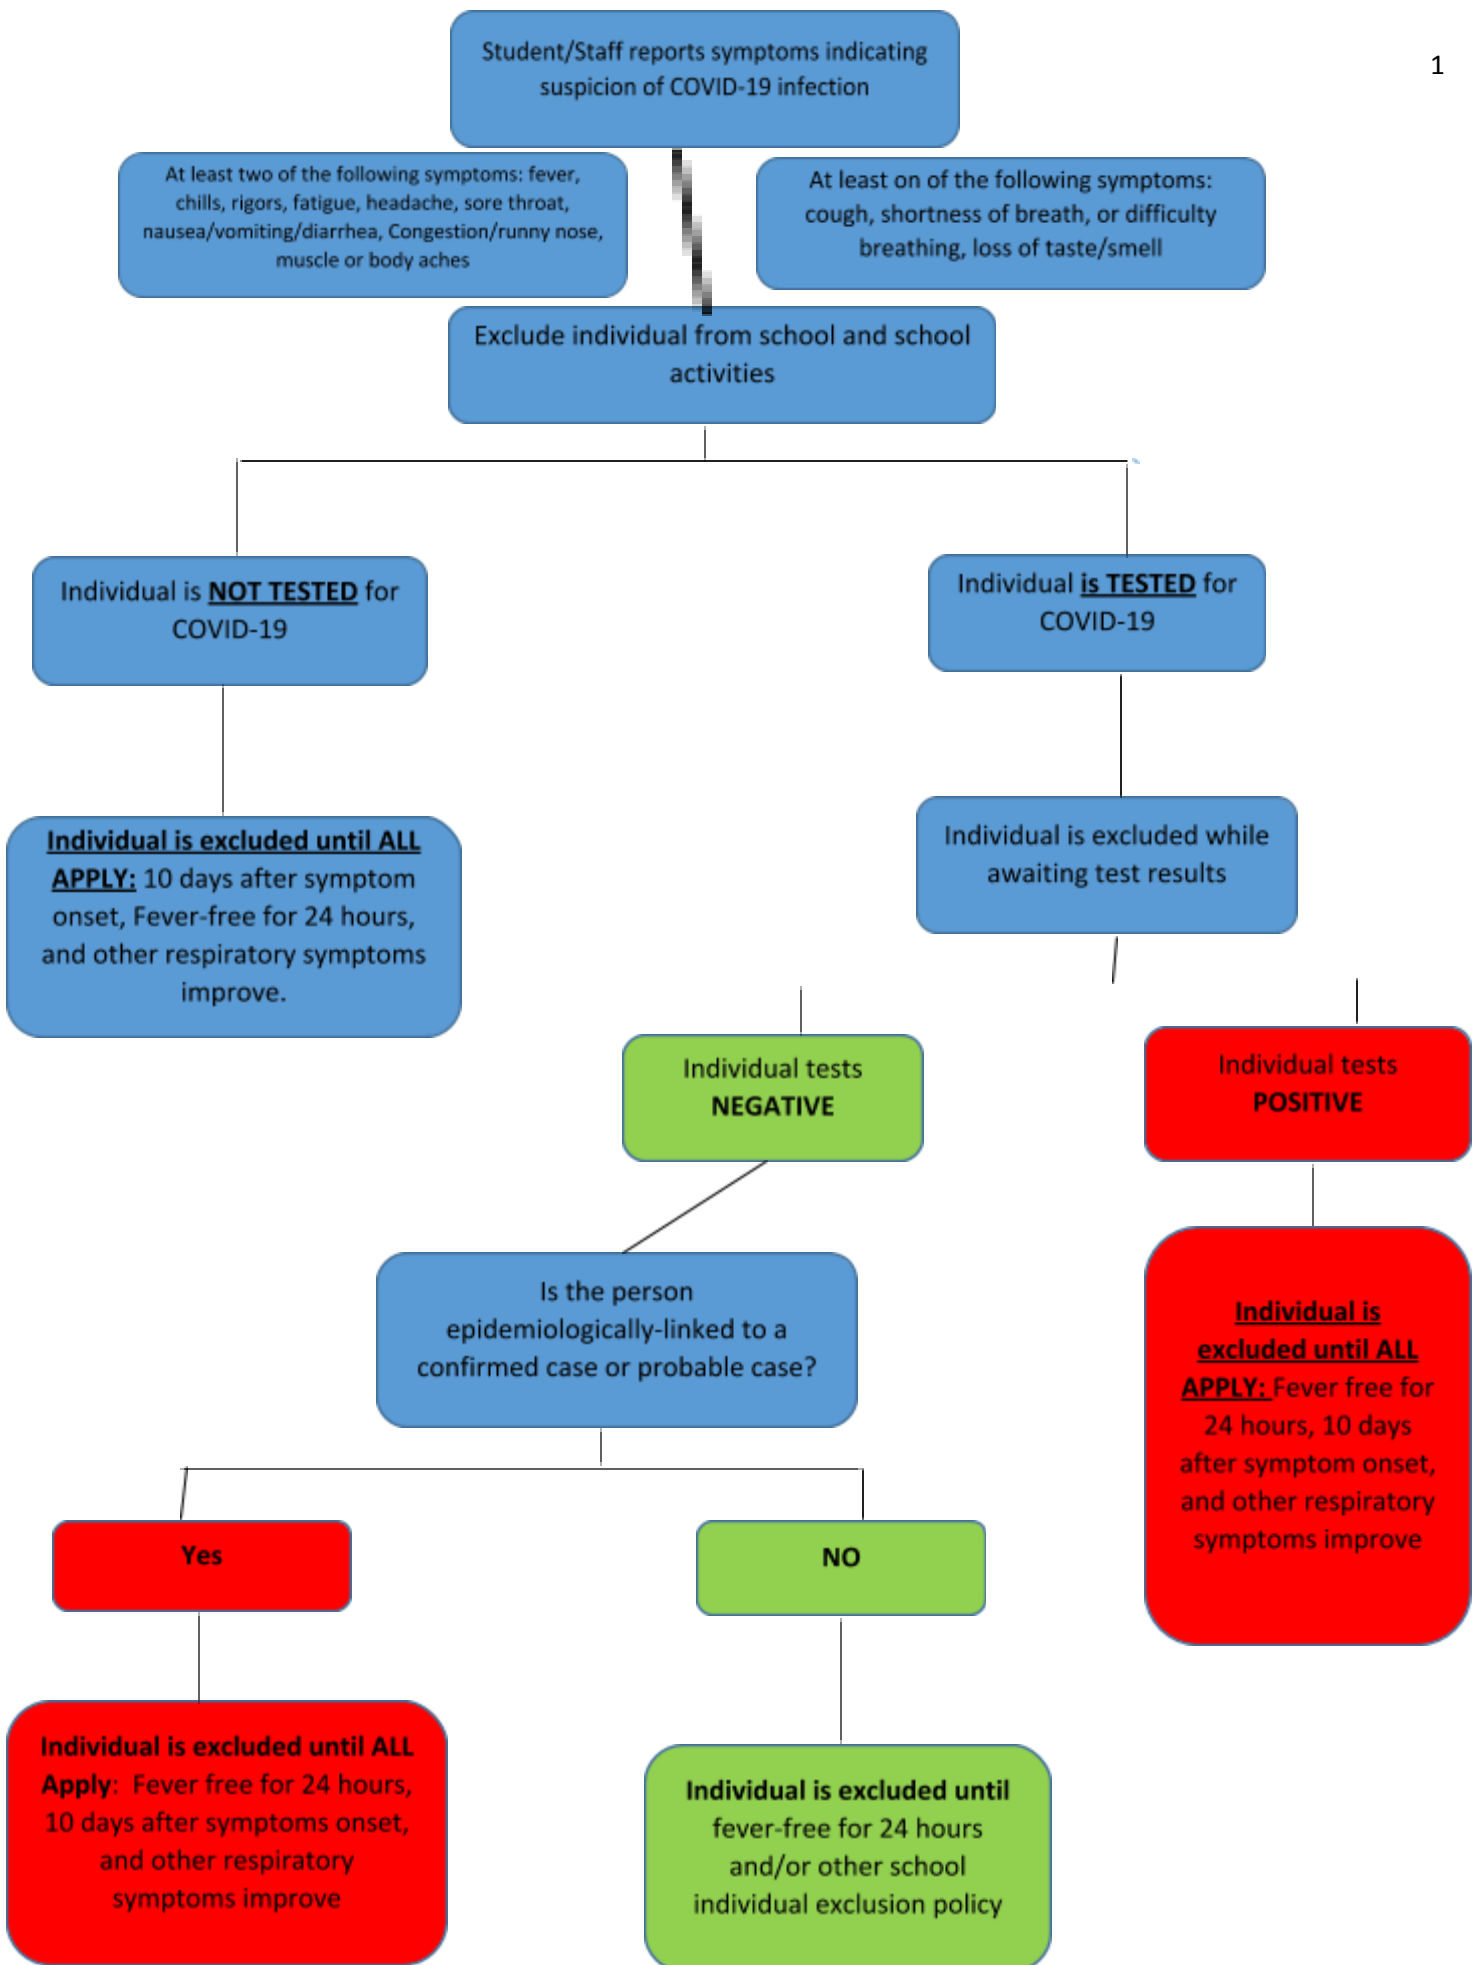 1
Student/Staff reports symptoms indicating
suspicion of COVID-19 infection
At least two of the following symptoms: fever,
chills, rigors, fatigue, headache, sore throat,
nausea/vomiting/diarrhea, Congestion/runny nose,
muscle or body aches
At least on of the following symptoms:
cough, shortness of breath, or difficulty
breathing, loss of taste/smell
Exclude individual from school and school
activities
Individual is NOT TESTED for
COVID-19
Individual is TESTED for
COVID-19
Individual is excluded until ALL
APPLY: 10 days after symptom
onset, Fever-free for 24 hours,
and other respiratory symptoms
improve.
Individual is excluded while
awaiting test results
Individual tests
NEGATIVE
Individual tests
POSITIVE
Is the person
epidemiologically-linked to a
confirmed case or probable case?
Individual is
excluded until ALL
APPLY: Fever free for
24 hours, 10 days
after symptom onset,
and other respiratory
symptoms improve
Yes
NO
Individual is excluded until ALL
Apply: Fever free for 24 hours,
10 days after symptoms onset,
and other respiratory
symptoms improve
Individual is excluded until
fever-free for 24 hours
and/or other school
individual exclusion policy